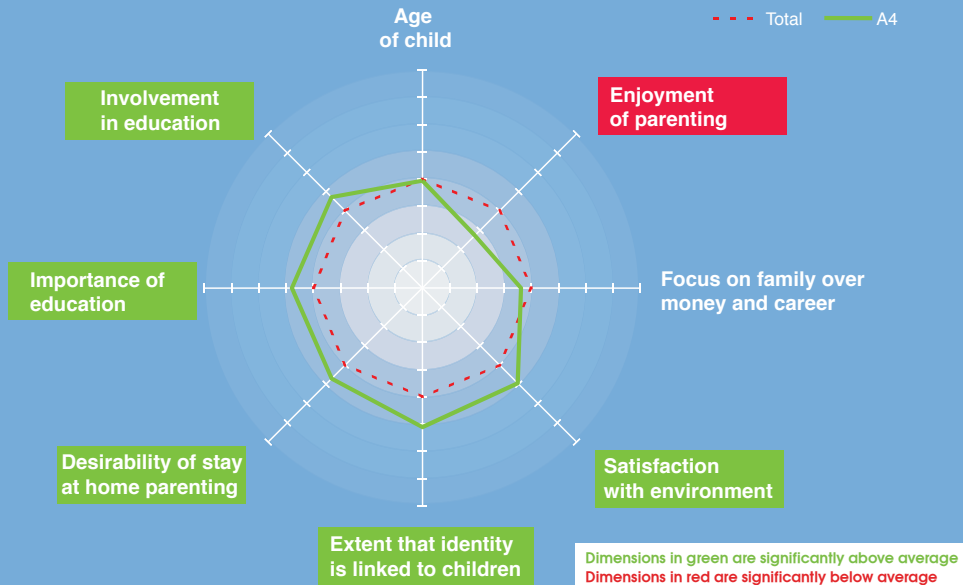 Age
of child
Total
A4
Enjoyment
of parenting
Involvement
in education
Focus on family over
money and career
Importance of
education
Satisfaction
with environment
Desirability of stay
at home parenting
Extent that identity
is linked to children
Dimensions in green are significantly above average
Dimensions in red are significantly below average